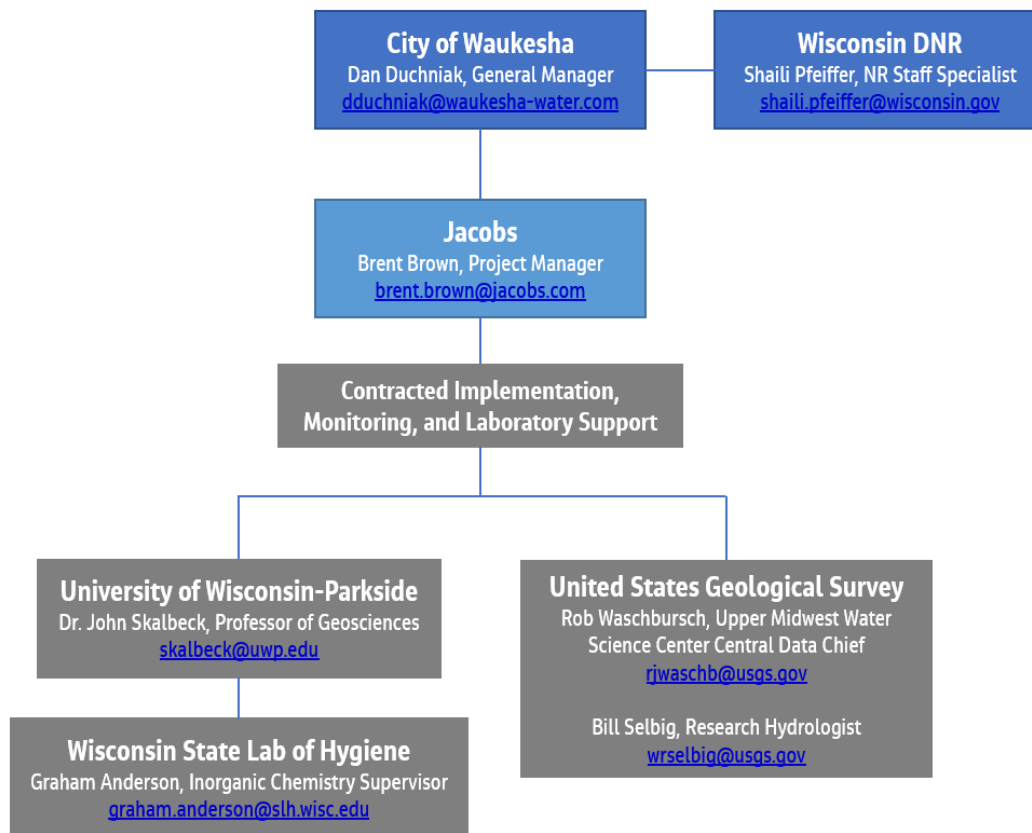 City of Waukesha
Dan Duchniak, General Manager
dduchniak@waukesha-water.com
Wisconsin DNR
Shaili Pfeiffer, NR Staff Specialist
shaili.pfeiffer@wisconsin.gov
Jacobs
Brent Brown, Project Manager
brent.brown@jacobs.com
Contracted Implementation,
Monitoring, and Laboratory Support
University of Wisconsin-Parkside
Dr. John Skalbeck, Professor of Geosciences
skalbeck@uwp.edu
United States Geological Survey
Rob Waschbursch, Upper Midwest Water
Science Center Central Data Chief
rjwaschb@usgs.gov
Bill Selbig, Research Hydrologist
wrselbig@usgs.gov
Wisconsin State Lab of Hygiene
Graham Anderson, Inorganic Chemistry Supervisor
graham.anderson@slh.wisc.edu